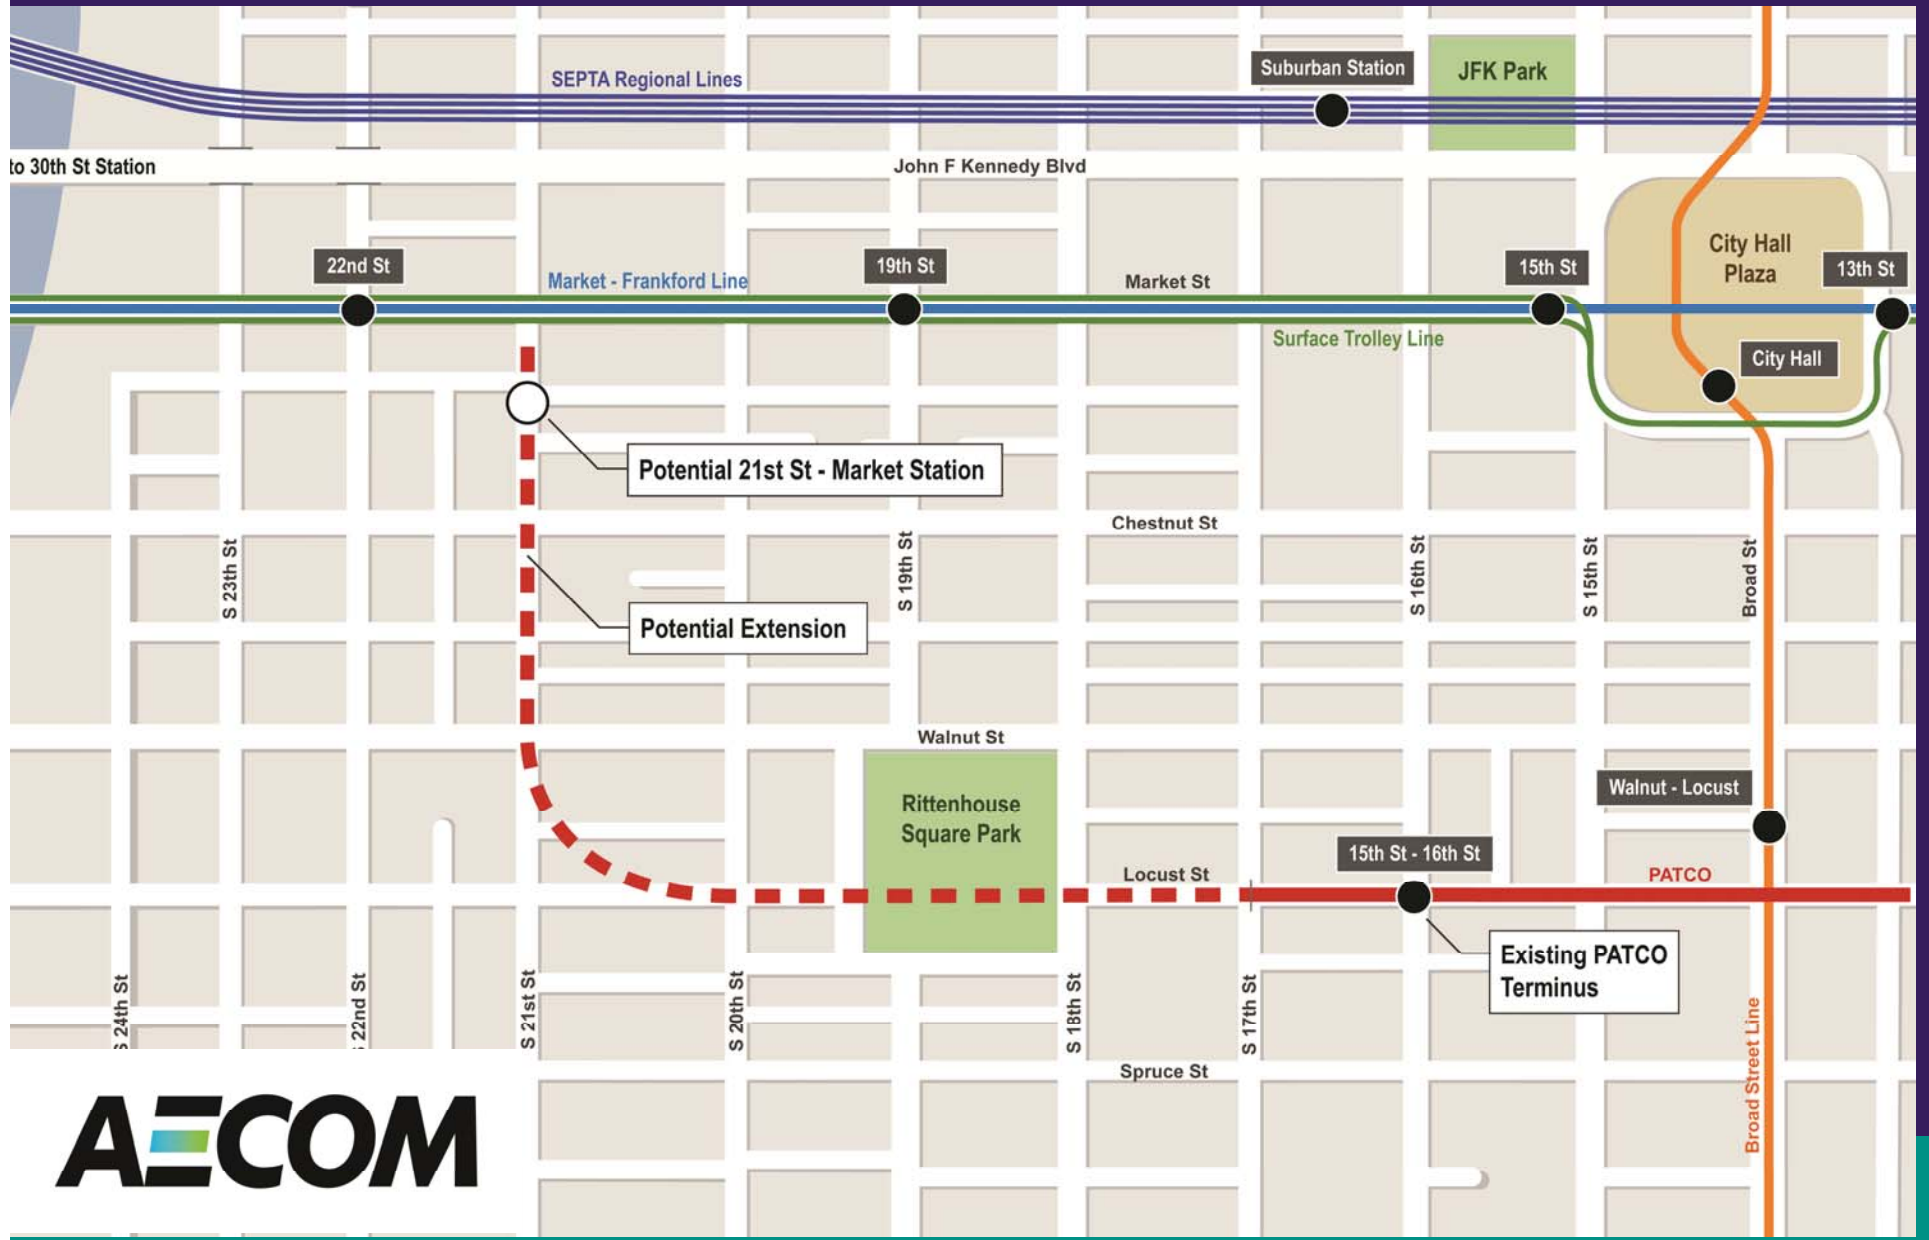 SEPTA Regional Lines
Suburban Station
JFK Park
to 30th St Station
John F Kennedy Blvd
22nd St
19th St
Market - Frankford Line
Market St
15th St
City Hall
Plaza
13th St
Surface Trolley Line
City Hall
Potential 21st St - Market Station
Chestnut St
S 23th St
S 19th St
S 16th St
S 15th St
Broad St
Potential Extension
Walnut St
Walnut - Locust
Rittenhouse
Square Park
15th St - 16th St
Locust St
PATCO
Existing PATCO
Terminus
S 24th St
S 22nd St
S 21st St
S 20th St
S 18th St
S 17th St
Broad Street Line
Spruce St
AECOM